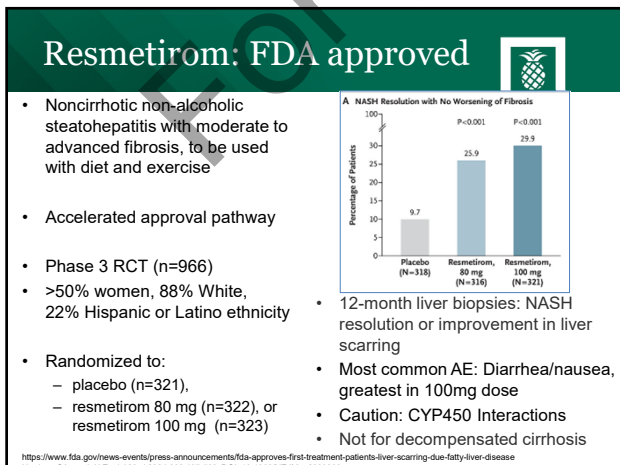 Resmetirom: FDA approved
• Noncirrhotic non-alcoholic
steatohepatitis with moderate to
advanced fibrosis, to be used
with diet and exercise
• Accelerated approval pathway
• Phase 3 RCT (n=966)
• >50% women, 88% White,
22% Hispanic or Latino ethnicity
• Randomized to:
– placebo (n=321),
– resmetirom 80 mg (n=322), or
resmetirom 100 mg (n=323)
A NASH Resolution with No Worsening of Fibrosis
Percentage of Patients
100
30
25
20
15
10
5
0
P<0.001 P<0.001
9.7
25.9
29.9
Placebo Resmetirom, Resmetirom,
80 mg 100 mg
(N=318) (N=316) (N=321)
• 12-month liver biopsies: NASH
resolution or improvement in liver
scarring
• Most common AE: Diarrhea/nausea,
greatest in 100mg dose
• Caution: CYP450 Interactions
• Not for decompensated cirrhosis
https://www.fda.gov/news-events/press-announcements/fda-approves-first-treatment-patients-liver-scarring-due-fatty-liver-disease